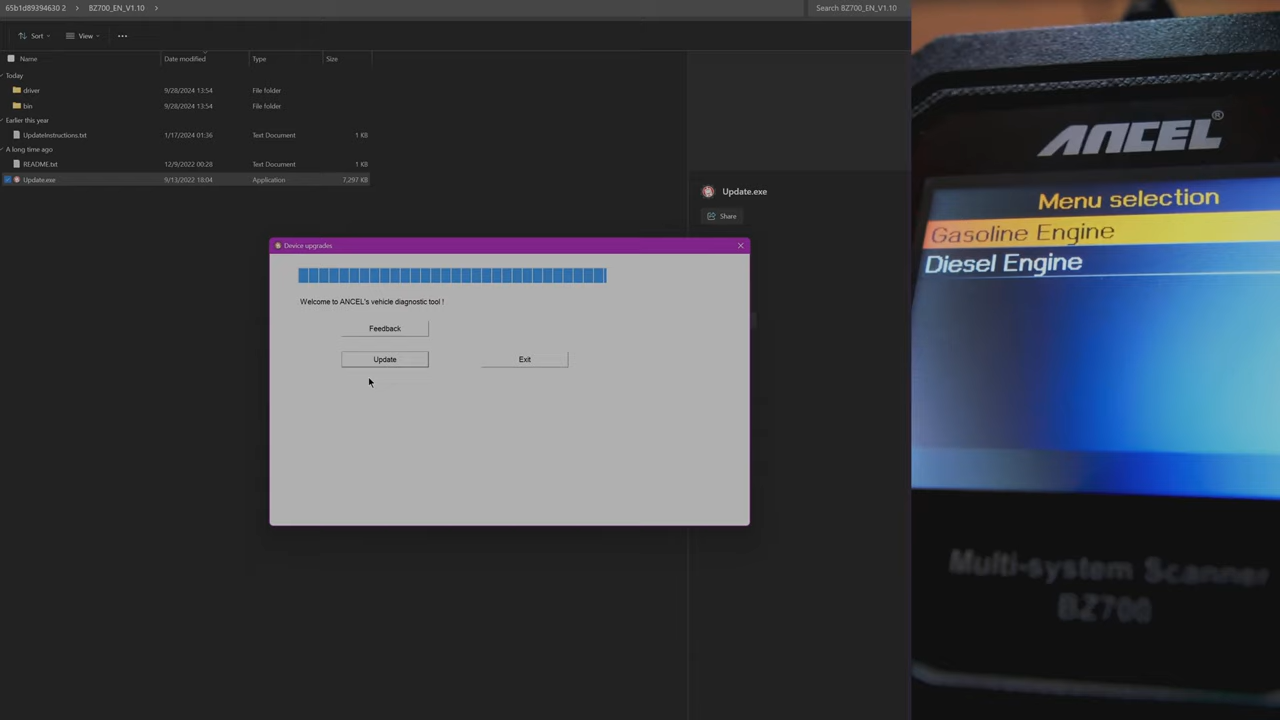 65b1d89394630 2 > BZ700_EN_V1.10 >
Search BZ700_EN_V1.10
Sort
View
...
Name
Date modified
Type
Size
Today
driver 9/28/2024 13:54 File folder
bin 9/28/2024 13:54 File folder
Earlier this year
UpdateInstructions.txt 1/17/2024 01:36 Text Document 1 KB
A long time ago
README.txt 12/9/2022 00:28 Text Document 1 KB
Update.exe 9/13/2022 18:04 Application 7,297 KB
Update.exe
Share
Device upgrades
Welcome to ANCEL's vehicle diagnostic tool !
Feedback
Update
Exit
ANCEL®
Menu selection
Gasoline Engine
Diesel Engine
Multi-system Scanner
BZ700